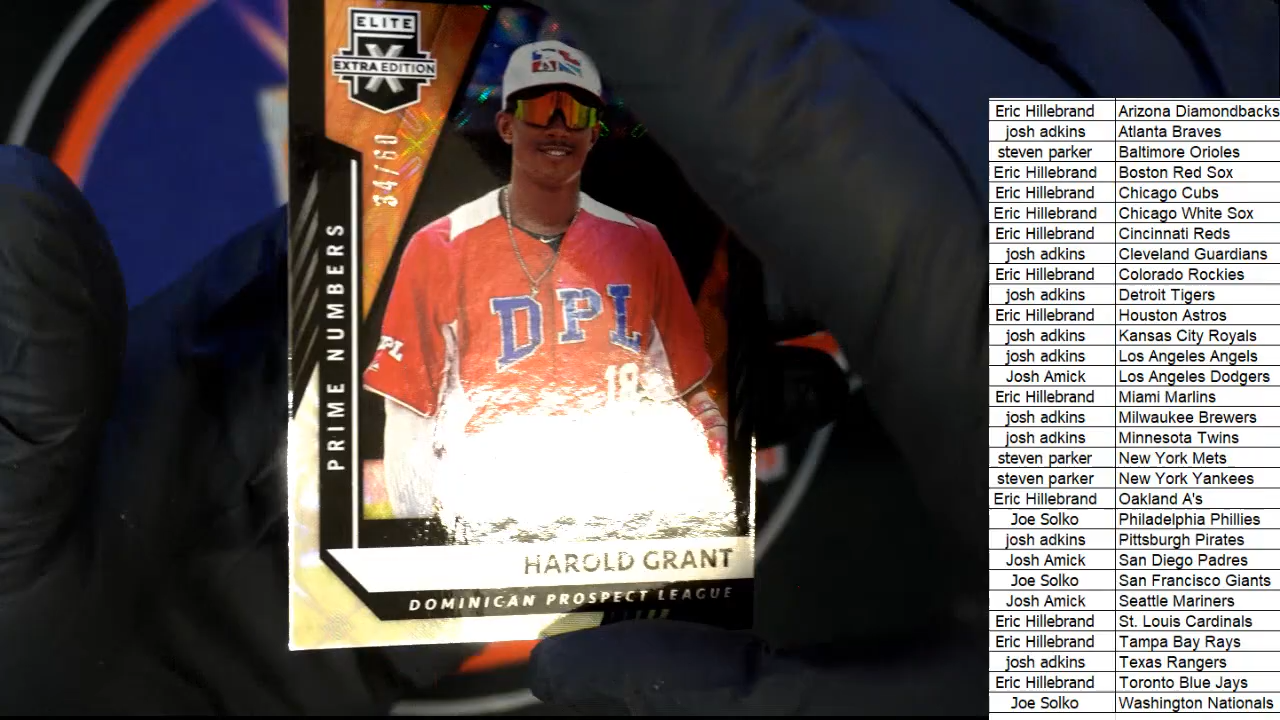 ELITE
X
EXTRA EDITION
34/60
PRIME NUMBERS
DPL
18
HAROLD GRANT
DOMINICAN PROSPECT LEAGUE
Eric Hillebrand Arizona Diamondbacks
josh adkins Atlanta Braves
steven parker Baltimore Orioles
Eric Hillebrand Boston Red Sox
Eric Hillebrand Chicago Cubs
Eric Hillebrand Chicago White Sox
Eric Hillebrand Cincinnati Reds
josh adkins Cleveland Guardians
Eric Hillebrand Colorado Rockies
josh adkins Detroit Tigers
Eric Hillebrand Houston Astros
josh adkins Kansas City Royals
josh adkins Los Angeles Angels
Josh Amick Los Angeles Dodgers
Eric Hillebrand Miami Marlins
josh adkins Milwaukee Brewers
josh adkins Minnesota Twins
steven parker New York Mets
steven parker New York Yankees
Eric Hillebrand Oakland A's
Joe Solko Philadelphia Phillies
josh adkins Pittsburgh Pirates
Josh Amick San Diego Padres
Joe Solko San Francisco Giants
Josh Amick Seattle Mariners
Eric Hillebrand St. Louis Cardinals
Eric Hillebrand Tampa Bay Rays
josh adkins Texas Rangers
Eric Hillebrand Toronto Blue Jays
Joe Solko Washington Nationals